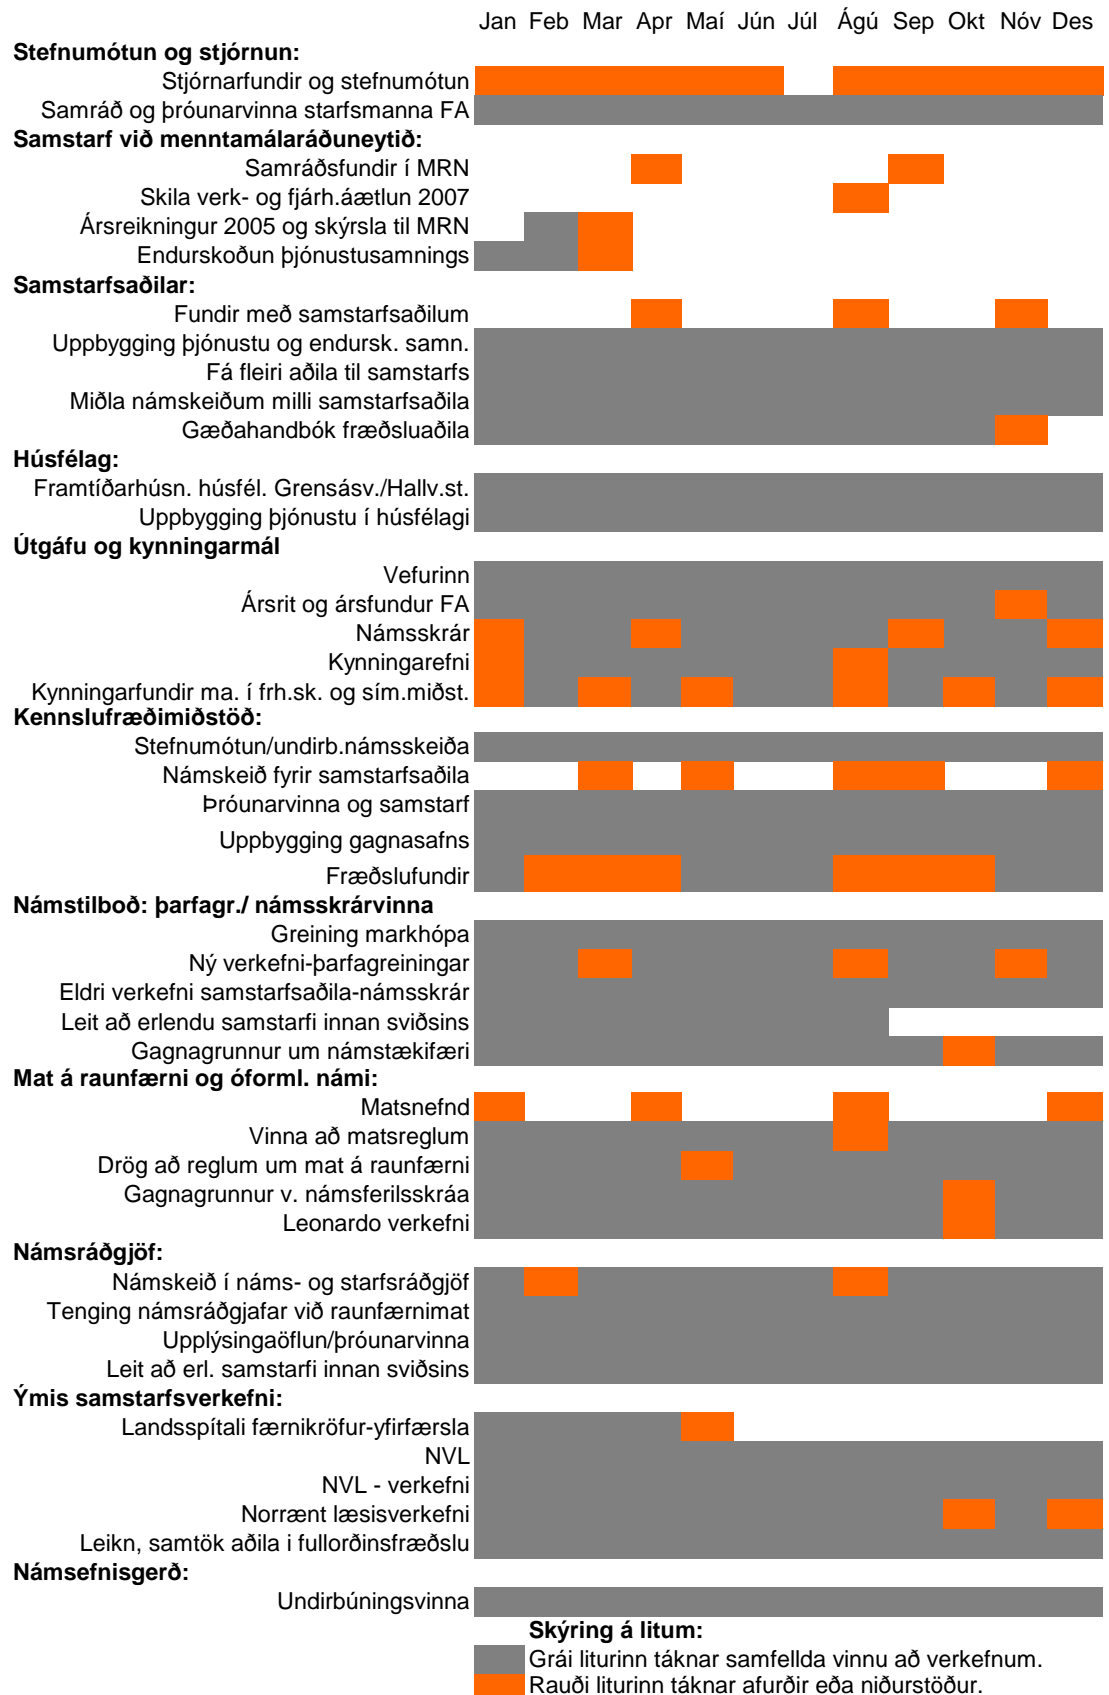 Jan Feb Mar Apr Maí Jún Júl Ágú Sep Okt Nóv Des
Stefnumótun og stjórnun:
Stjórnarfundir og stefnumótun
Samráð og þróunarvinna starfsmanna FA
Samstarf við menntamálaráðuneytið:
Samráðsfundir í MRN
Skila verk- og fjárh.áætlun 2007
Ársreikningur 2005 og skýrsla til MRN
Endurskoðun þjónustusamnings
Samstarfsaðilar:
Fundir með samstarfsaðilum
Uppbygging þjónustu og endursk. samn.
Fá fleiri aðila til samstarfs
Miðla námskeiðum milli samstarfsaðila
Gæðahandbók fræðsluaðila
Húsfélag:
Framtíðarhúsn. húsfél. Grensásv./Hallv.st.
Uppbygging þjónustu í húsfélagi
Útgáfu og kynningarmál
Vefurinn
Ársrit og ársfundur FA
Námsskrár
Kynningarefni
Kynningarfundir ma. í frh.sk. og sím.miðst.
Kennslufræðimiðstöð:
Stefnumótun/undirb.námsskeiða
Námskeið fyrir samstarfsaðila
Þróunarvinna og samstarf
Uppbygging gagnasafns
Fræðslufundir
Námstilboð: þarfagr./ námsskrárvinna
Greining markhópa
Ný verkefni-þarfagreiningar
Eldri verkefni samstarfsaðila-námsskrár
Leit að erlendu samstarfi innan sviðsins
Gagnagrunnur um námstækifæri
Mat á raunfærni og óforml. námi:
Matsnefnd
Vinna að matsreglum
Drög að reglum um mat á raunfærni
Gagnagrunnur v. námsferilsskráa
Leonardo verkefni
Námsráðgjöf:
Námskeið í náms- og starfsráðgjöf
Tenging námsráðgjafar við raunfærnimat
Upplýsingaöflun/þróunarvinna
Leit að erl. samstarfi innan sviðsins
Ýmis samstarfsverkefni:
Landsspítali færnikröfur-yfirfærsla
NVL
NVL - verkefni
Norrænt læsisverkefni
Leikn, samtök aðila i fullorðinsfræðslu
Námsefnisgerð:
Undirbúningsvinna
Skýring á litum:
Grái liturinn táknar samfellda vinnu að verkefnum.
Rauði liturinn táknar afurðir eða niðurstöður.